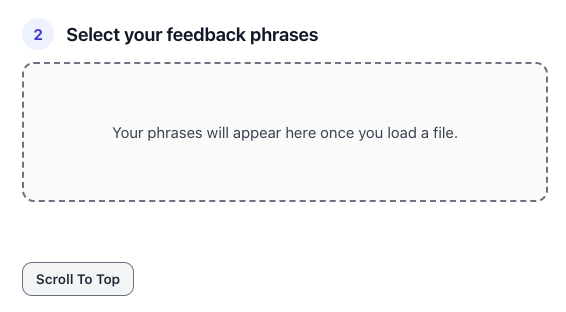 2 Select your feedback phrases
Your phrases will appear here once you load a file.
Scroll To Top